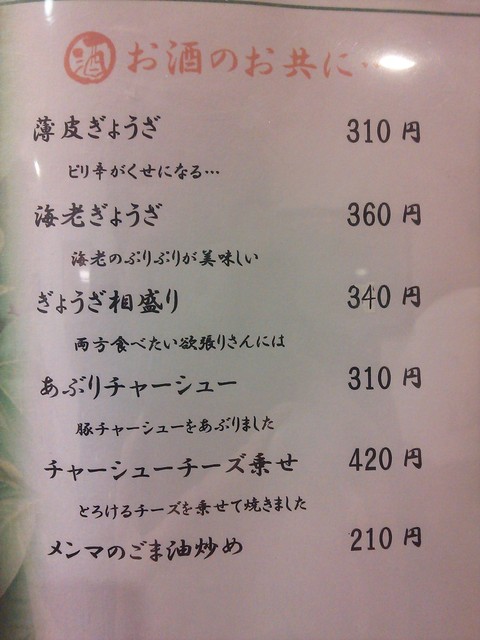 酒 お酒のお共に…
薄皮ぎょうざ 310円
ピリ辛がくせになる…
海老ぎょうざ 360円
海老のぷりぷりが美味しい
ぎょうざ相盛り 340円
両方食べたい欲張りさんには
あぶりチャーシュー 310円
豚チャーシューをあぶりました
チャーシューチーズ乗せ 420円
とろけるチーズを乗せて焼きました
メンマのごま油炒め 210円